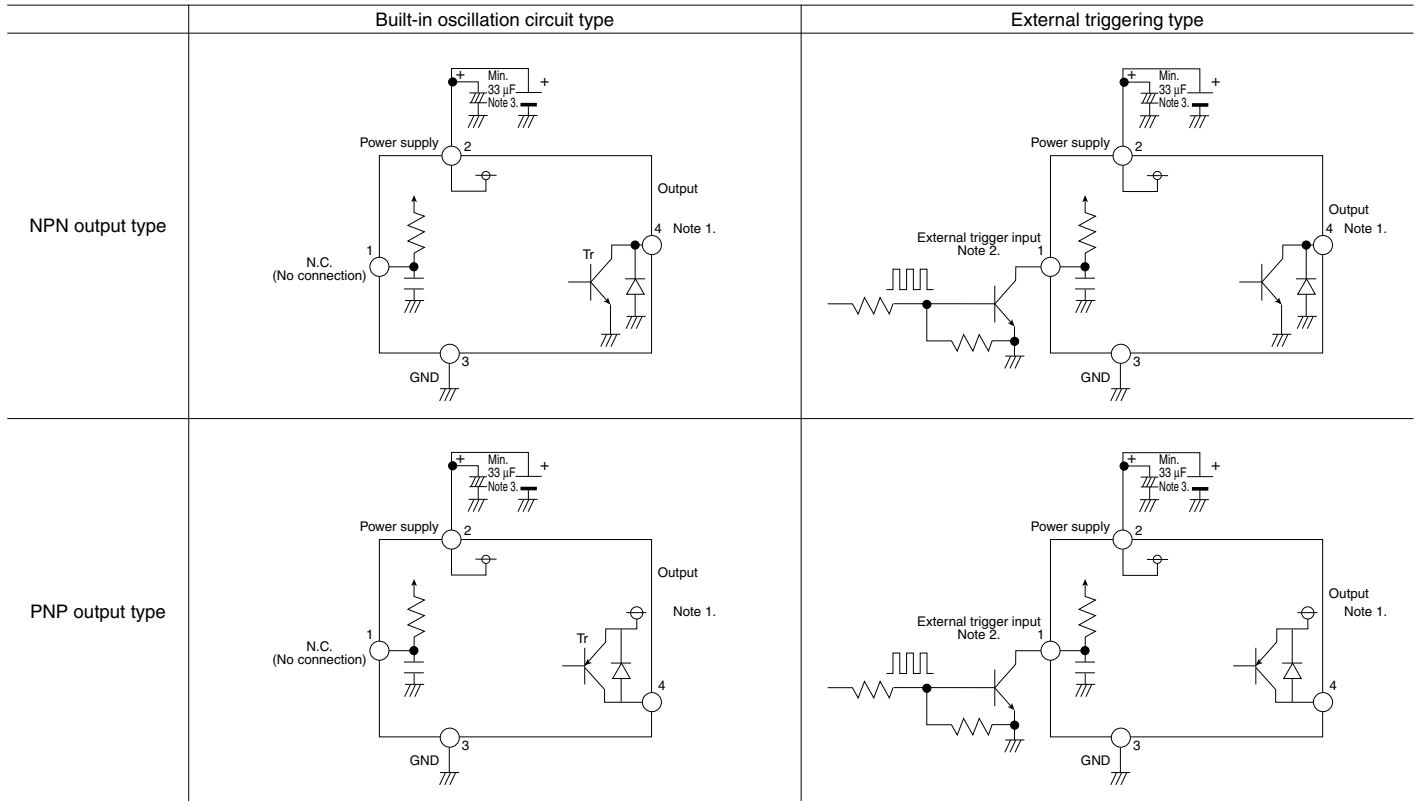 Built-in oscillation circuit type
External triggering type
NPN output type
+
Min.
33 µF
Note 3.
+
Power supply
2
Output
4
Note 1.
1
N.C.
(No connection)
Tr
3
GND
+
Min.
33 µF
Note 3.
+
Power supply
2
Output
4
Note 1.
External trigger input
Note 2.
1
3
GND
PNP output type
+
Min.
33 µF
Note 3.
+
Power supply
2
Output
Note 1.
1
N.C.
(No connection)
Tr
4
3
GND
+
Min.
33 µF
Note 3.
+
Power supply
2
Output
Note 1.
External trigger input
Note 2.
1
4
3
GND